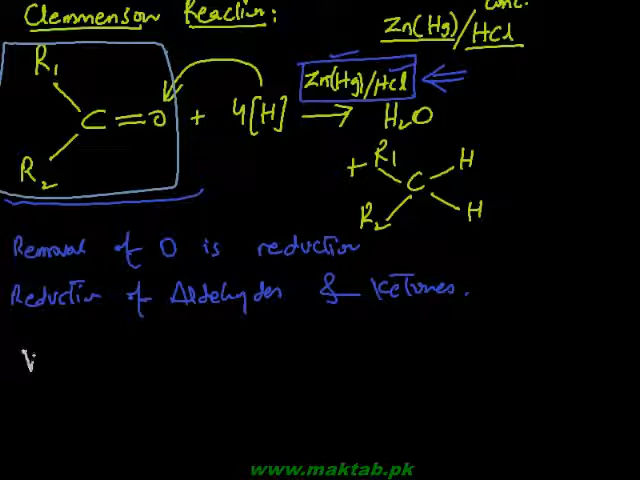 Clemmenson Reaction:
conc.
Zn(Hg)/HCl
R₁
R₂
C=O + 4[H] → H₂O
Zn(Hg)/HCl
+ R₁
R₂
C
H
H
Removal of O is reduction
Reduction of Aldehydes & Ketones.
V
www.maktab.pk